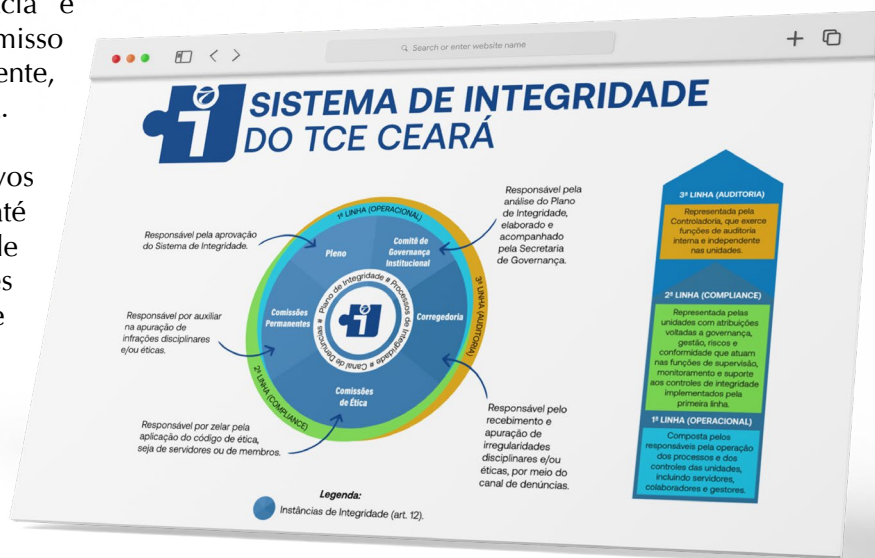 cia e
misso
ente,
vos
até
de
es
e
Search or enter website name
SISTEMA DE INTEGRIDADE
DO TCE CEARÁ
Responsável pela aprovação
do Sistema de Integridade.
Responsável por auxiliar
na apuração de
infrações disciplinares
e/ou éticas.
Responsável por zelar pela
aplicação do código de ética,
seja de servidores ou de membros.
1ª LINHA (OPERACIONAL)
Pleno
Comitê de
Governança
Institucional
Comissões
Permanentes
Corregedoria
Comissões
de Ética
Plano de Integridade # Processos de Integridade # Canal de Denúncias #
i
2ª LINHA (COMPLIANCE)
3ª LINHA (AUDITORIA)
Responsável pela
análise do Plano
de Integridade,
elaborado e
acompanhado
pela Secretaria
de Governança.
Responsável pelo
recebimento e
apuração de
irregularidades
disciplinares e/ou
éticas, por meio do
canal de denúncias.
Legenda:
Instâncias de Integridade (art. 12).
3ª LINHA (AUDITORIA)
Representada pela
Controladoria, que exerce
funções de auditoria
interna e independente
nas unidades.
2ª LINHA (COMPLIANCE)
Representada pelas
unidades com atribuições
voltadas a governança,
gestão, riscos e
conformidade que atuam
nas funções de supervisão,
monitoramento e suporte
aos controles de integridade
implementados pela
primeira linha.
1ª LINHA (OPERACIONAL)
Composta pelos
responsáveis pela operação
dos processos e dos
controles das unidades,
incluindo servidores,
colaboradores e gestores.